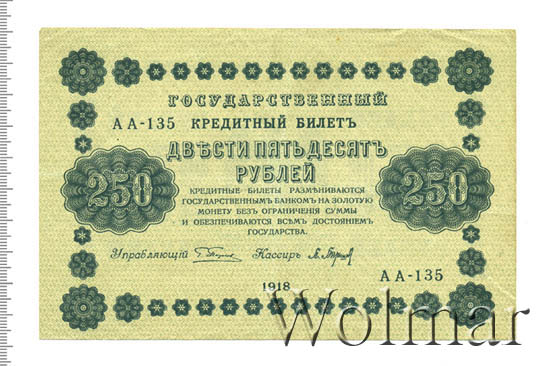 ГОСУДАРСТВЕННЫЙ
АА-135 КРЕДИТНЫЙ БИЛЕТЪ
ДВѢСТИ ПЯТЬДЕСЯТЪ
РУБЛЕЙ
250 250
КРЕДИТНЫЕ БИЛЕТЫ РАЗМѢНИВАЮТСЯ
ГОСУДАРСТВЕННЫМЪ БАНКОМЪ НА ЗОЛОТУЮ
МОНЕТУ БЕЗЪ ОГРАНИЧЕНІЯ СУММЫ
И ОБЕЗПЕЧИВАЮТСЯ ВСѢМЪ ДОСТОЯНІЕМЪ
ГОСУДАРСТВА.
Управляющій Кассиръ
АА-135
1918
Wolmar